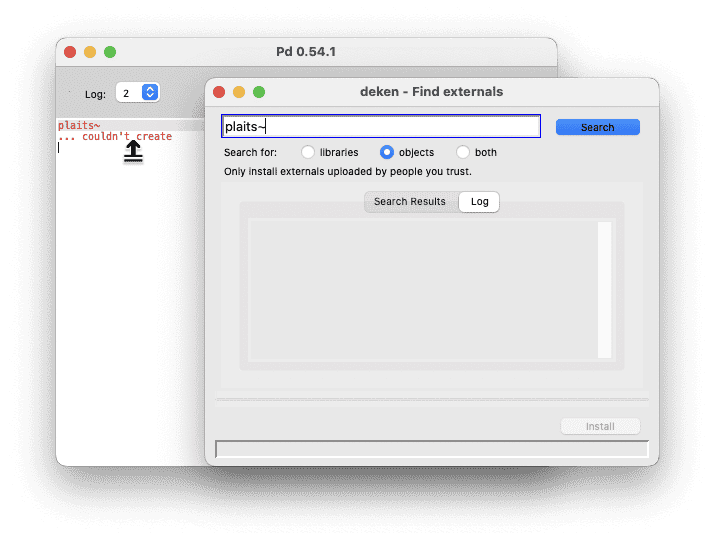 Pd 0.54.1
Log: 2
plaits~
... couldn't create
deken - Find externals
plaits~
Search
Search for: libraries objects both
Only install externals uploaded by people you trust.
Search Results Log
Install